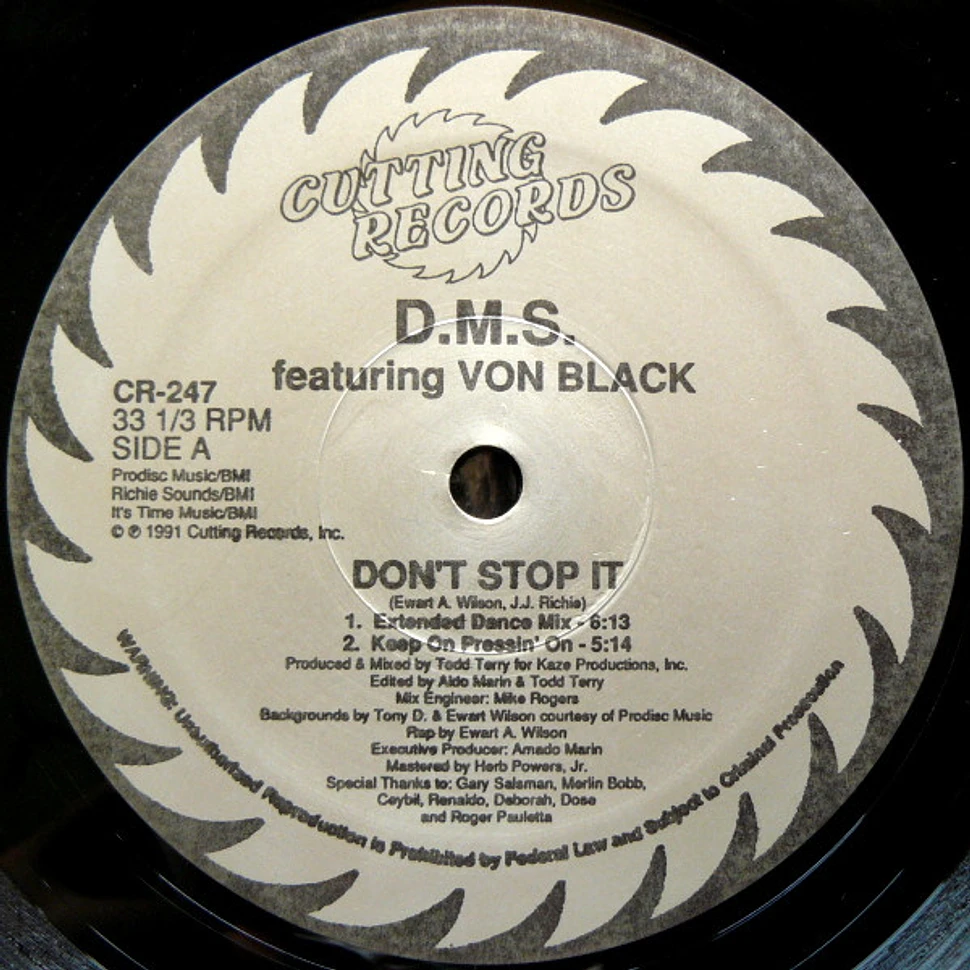 CUTTING
RECORDS
D.M.S.
featuring VON BLACK
CR-247
33 1/3 RPM
SIDE A
Prodisc Music/BMI
Richie Sounds/BMI
It's Time Music/BMI
© ℗ 1991 Cutting Records, Inc.
DON'T STOP IT
(Ewart A. Wilson, J.J. Richie)
1. Extended Dance Mix - 6:13
2. Keep On Pressin' On - 5:14
Produced & Mixed by Todd Terry for Kaze Productions, Inc.
Edited by Aldo Marin & Todd Terry
Mix Engineer: Mike Rogers
Backgrounds by Tony D. & Ewart Wilson courtesy of Prodisc Music
Rap by Ewart A. Wilson
Executive Producer: Amado Marin
Mastered by Herb Powers, Jr.
Special Thanks to: Gary Salsman, Merlin Bobb,
Ceybil, Renaldo, Deborah, Dose
and Roger Pauletta
WARNING: Unauthorized Reproduction is Prohibited by Federal Law and Subject to Criminal Prosecution